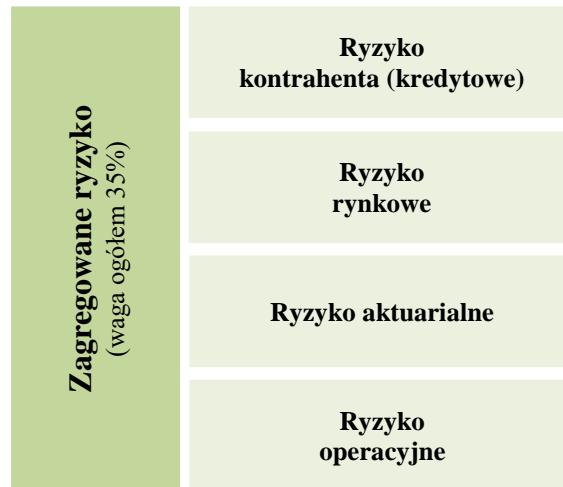 Zagregowane ryzyko
(waga ogółem 35%)
Ryzyko
kontrahenta (kredytowe)
Ryzyko
rynkowe
Ryzyko aktuarialne
Ryzyko
operacyjne